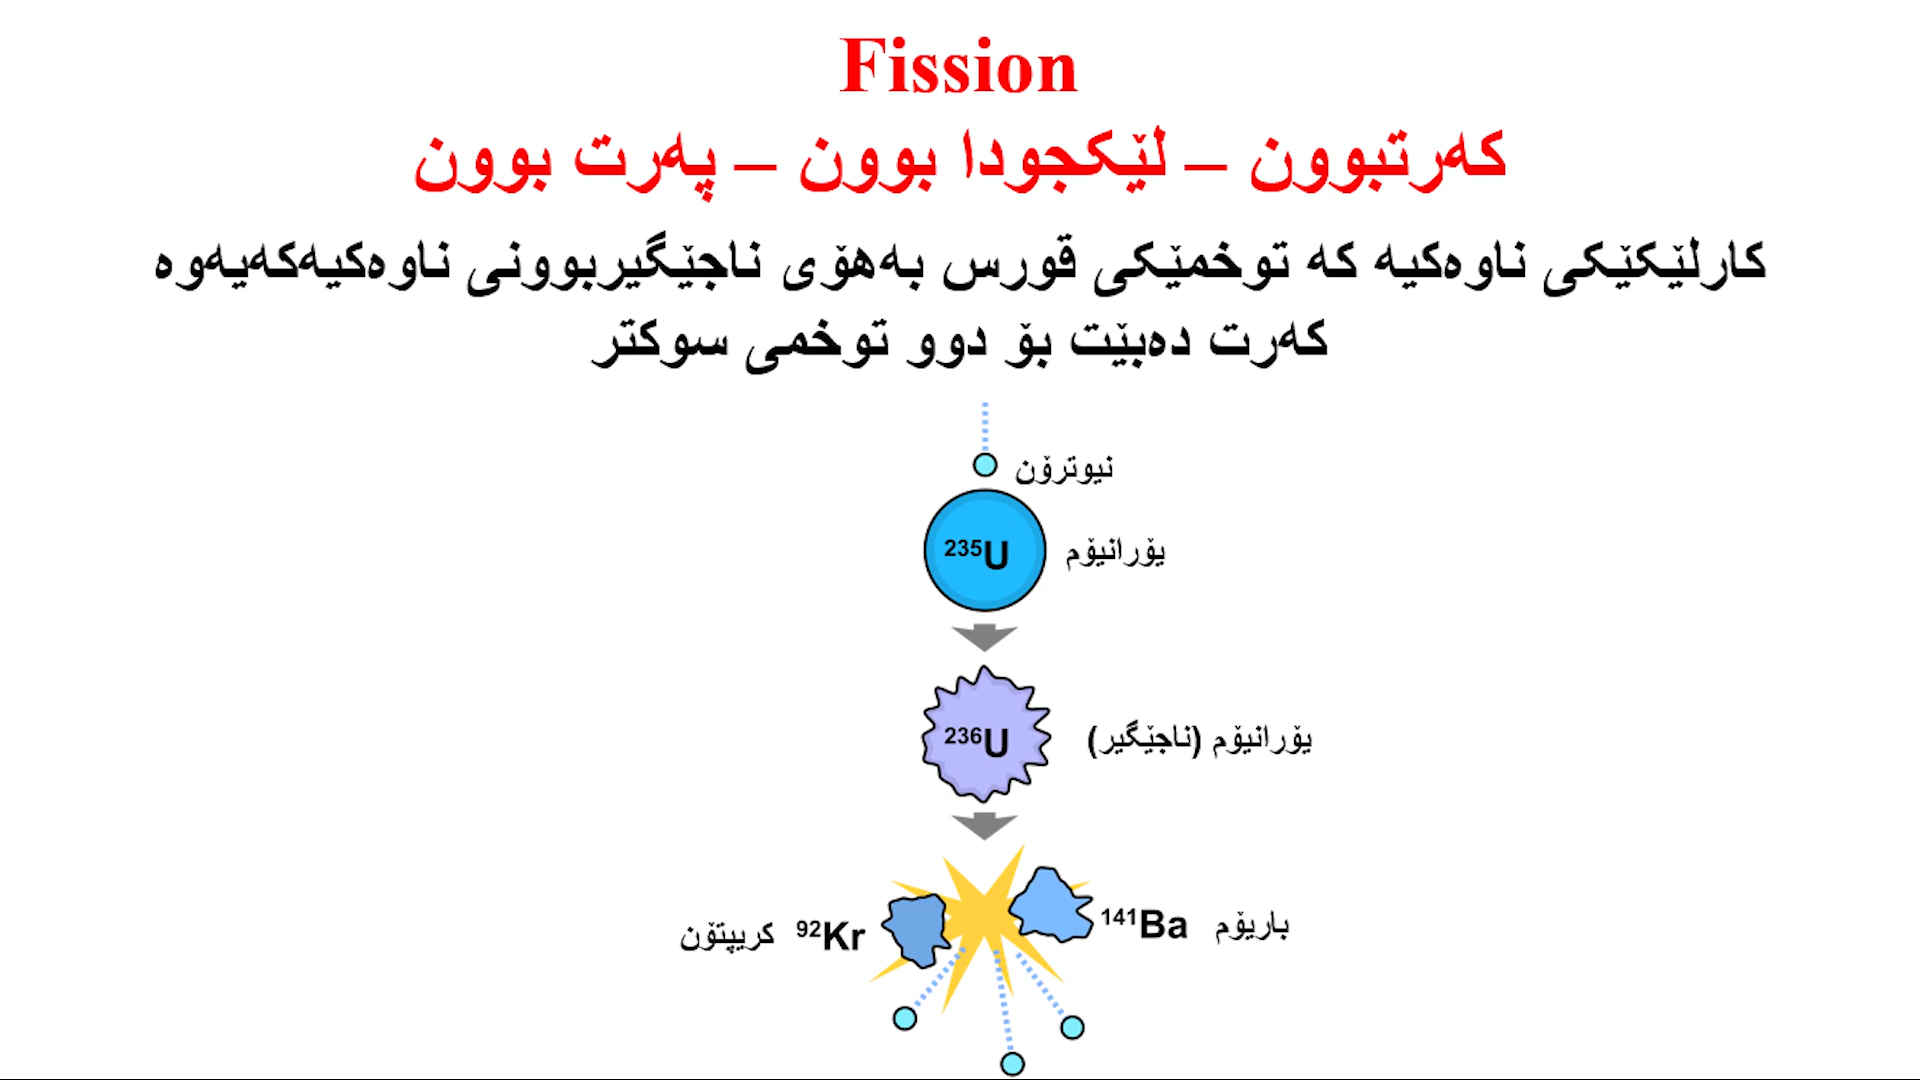 Fission
کەرتبوون – لێکجودا بوون – پەرت بوون
کارلێکێکی ناوەکیە کە توخمێکی قورس بەهۆی ناجێگیربوونی ناوەکیەکەیەوە
کەرت دەبێت بۆ دوو توخمی سوکتر
نیوترۆن
235U یۆرانیۆم
236U یۆرانیۆم (ناجێگیر)
141Ba باریۆم
92Kr کریپتۆن